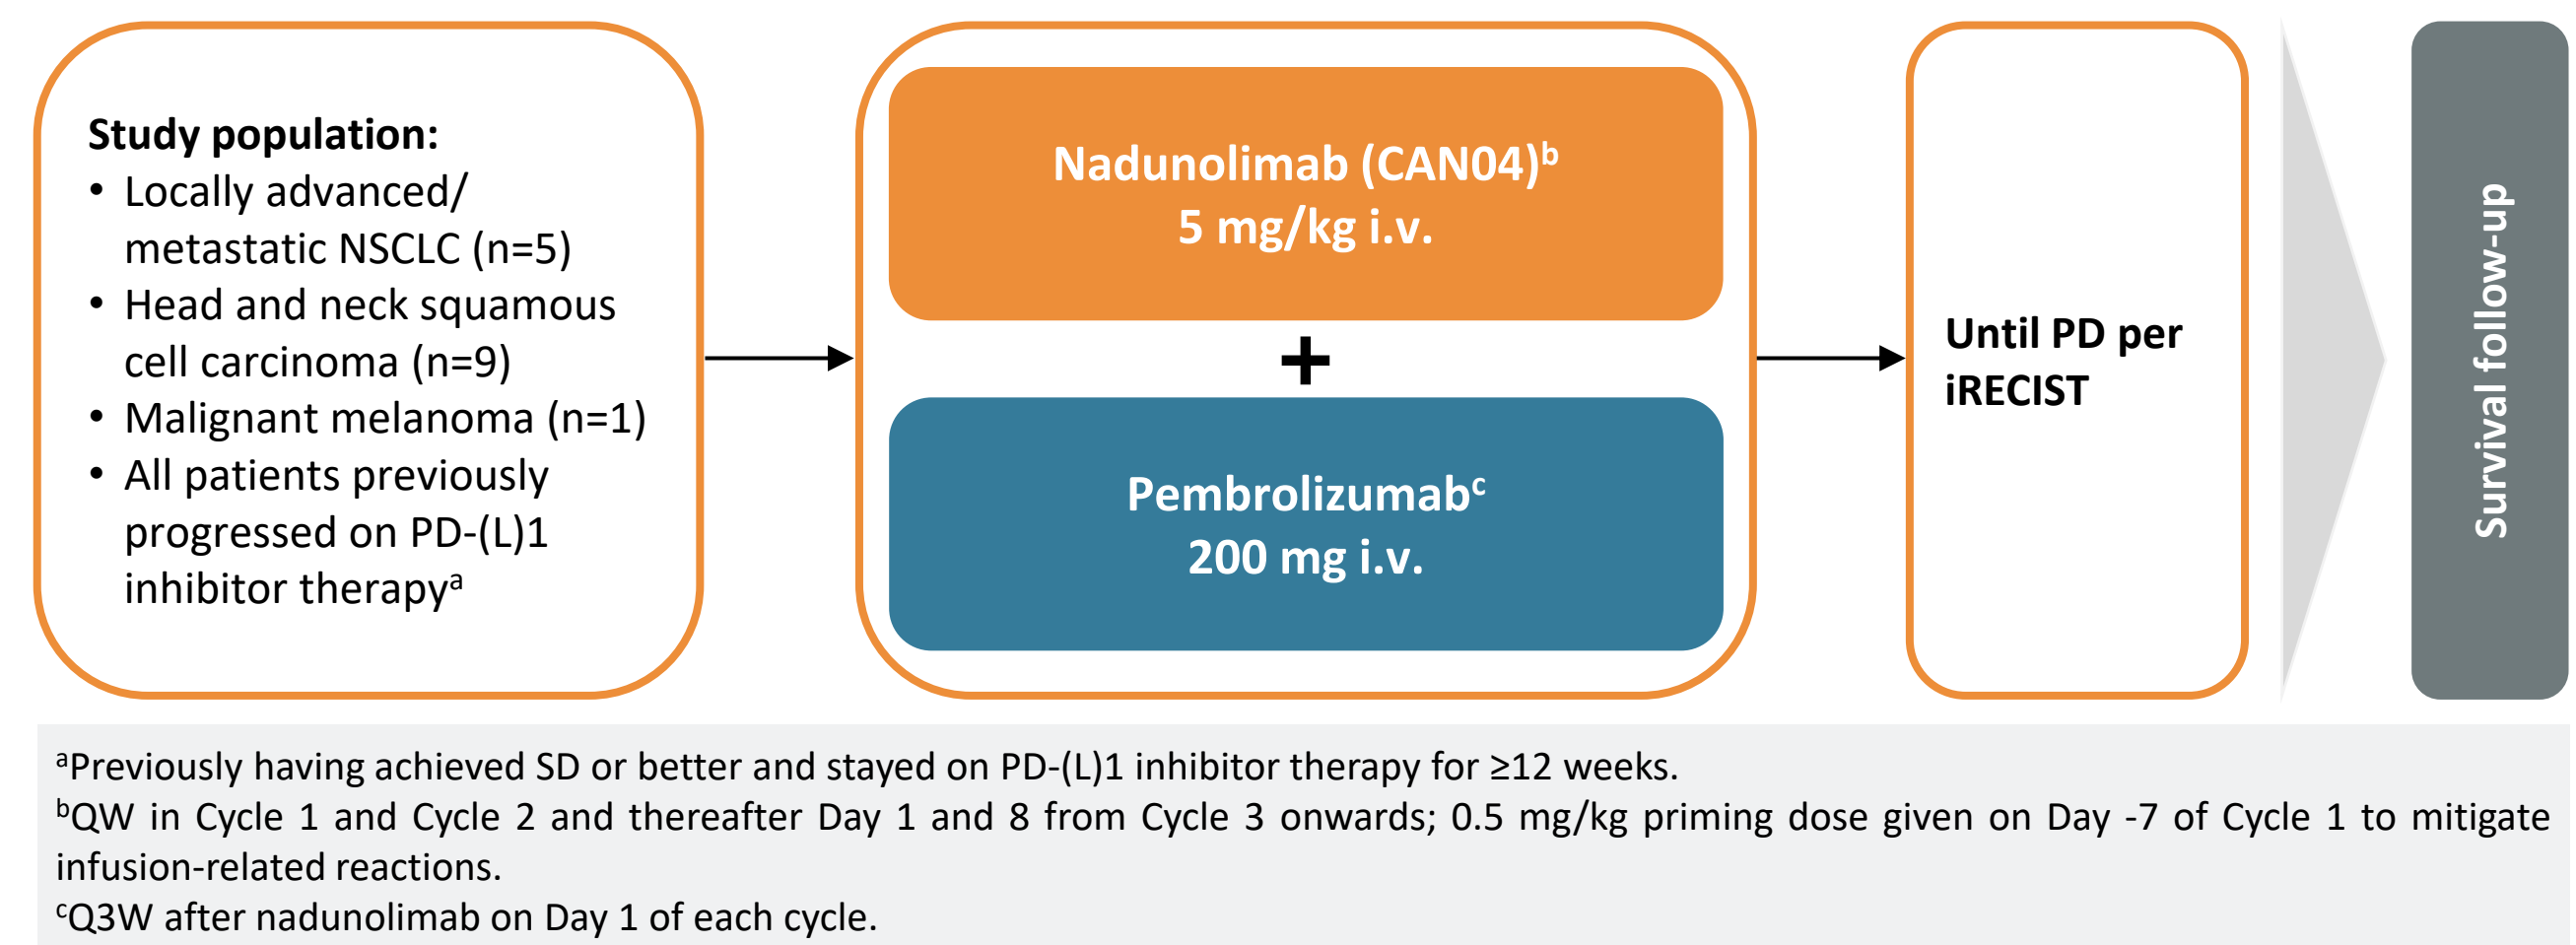 Study population:
• Locally advanced/
metastatic NSCLC (n=5)
• Head and neck squamous
cell carcinoma (n=9)
• Malignant melanoma (n=1)
• All patients previously
progressed on PD-(L)1
inhibitor therapyᵃ
Nadunolimab (CAN04)ᵇ
5 mg/kg i.v.
+
Pembrolizumabᶜ
200 mg i.v.
Until PD per
iRECIST
Survival follow-up
ᵃPreviously having achieved SD or better and stayed on PD-(L)1 inhibitor therapy for ≥12 weeks.
ᵇQW in Cycle 1 and Cycle 2 and thereafter Day 1 and 8 from Cycle 3 onwards; 0.5 mg/kg priming dose given on Day -7 of Cycle 1 to mitigate
infusion-related reactions.
ᶜQ3W after nadunolimab on Day 1 of each cycle.